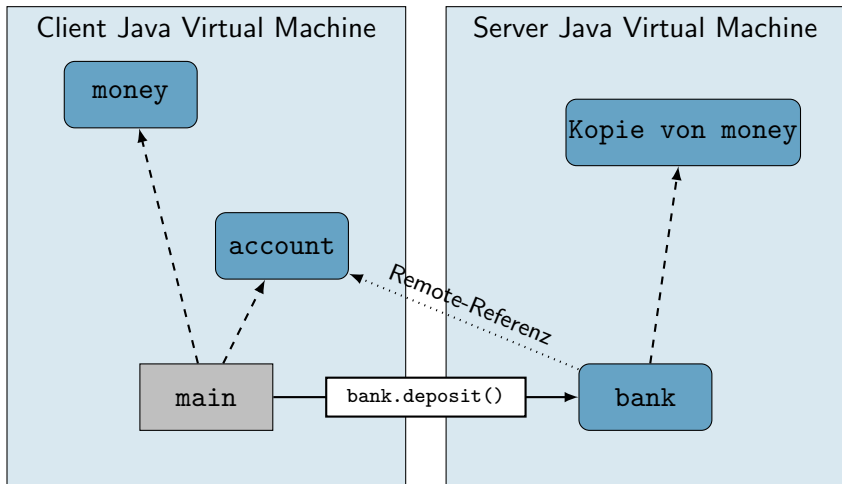 Client Java Virtual Machine
Server Java Virtual Machine
money
Kopie von money
account
Remote-Referenz
main
bank.deposit()
bank